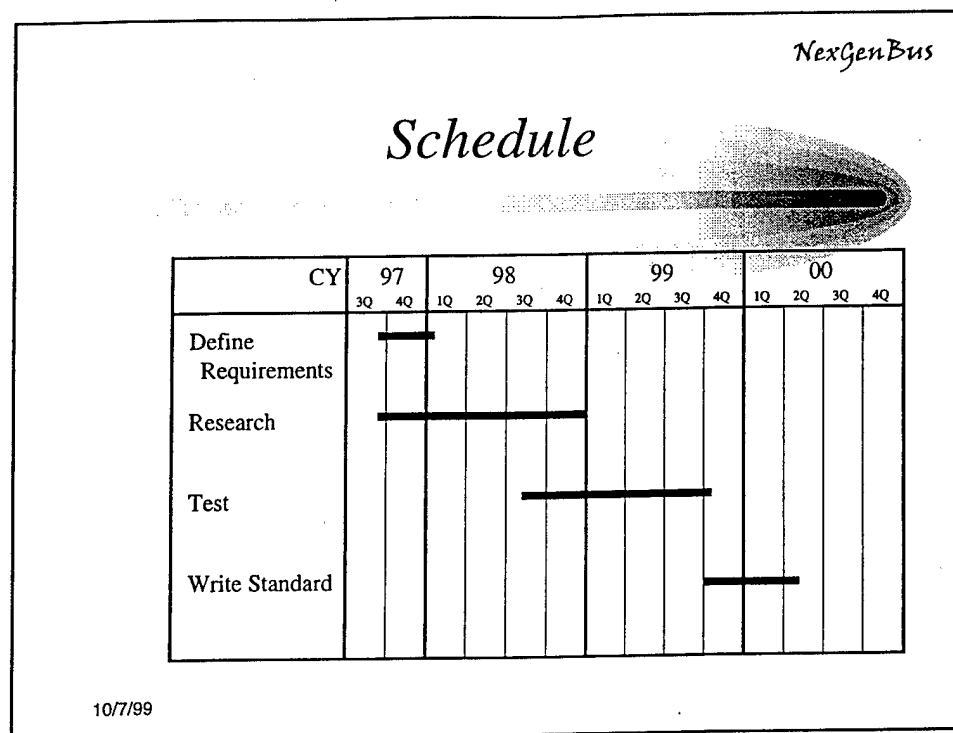 NexGenBus
Schedule
CY 97 98 99 00
3Q 4Q 1Q 2Q 3Q 4Q 1Q 2Q 3Q 4Q 1Q 2Q 3Q 4Q
Define
Requirements
Research
Test
Write Standard
10/7/99